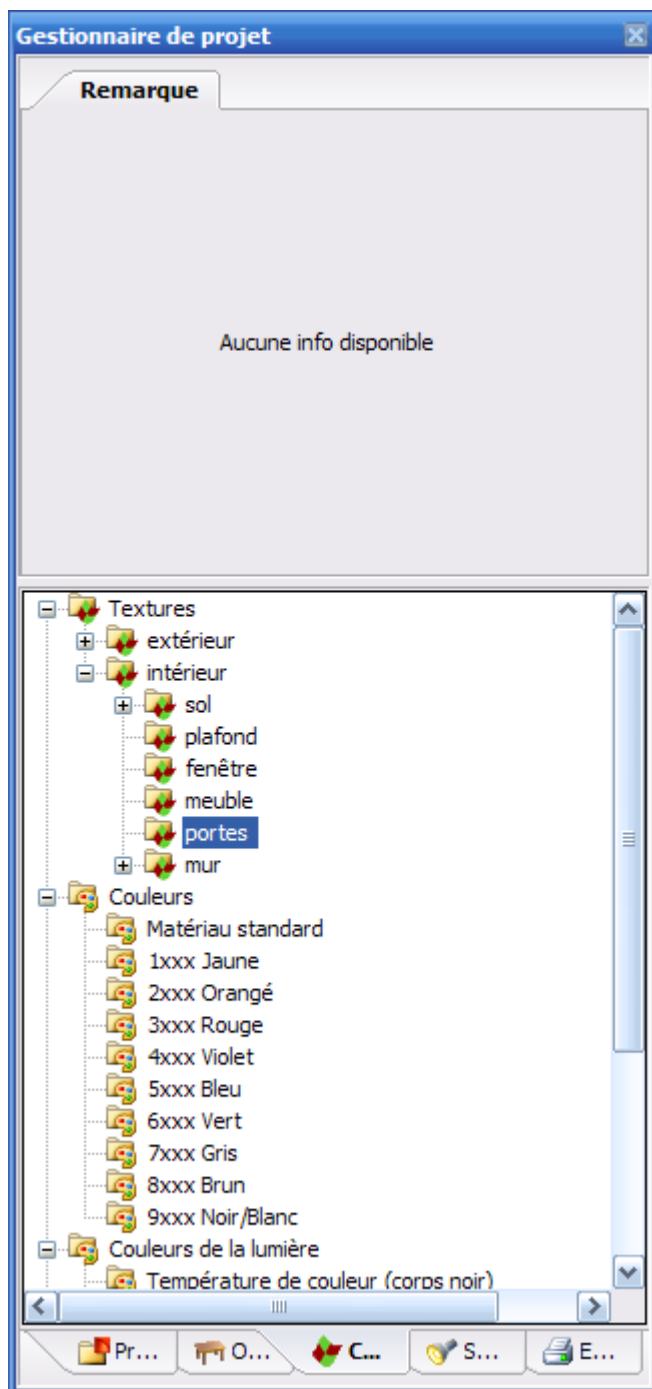 Gestionnaire de projet
Remarque
Aucune info disponible
Textures
extérieur
intérieur
sol
plafond
fenêtre
meuble
portes
mur
Couleurs
Matériau standard
1xxx Jaune
2xxx Orangé
3xxx Rouge
4xxx Violet
5xxx Bleu
6xxx Vert
7xxx Gris
8xxx Brun
9xxx Noir/Blanc
Couleurs de la lumière
Température de couleur (corps noir)
Pr... O... C... S... E...